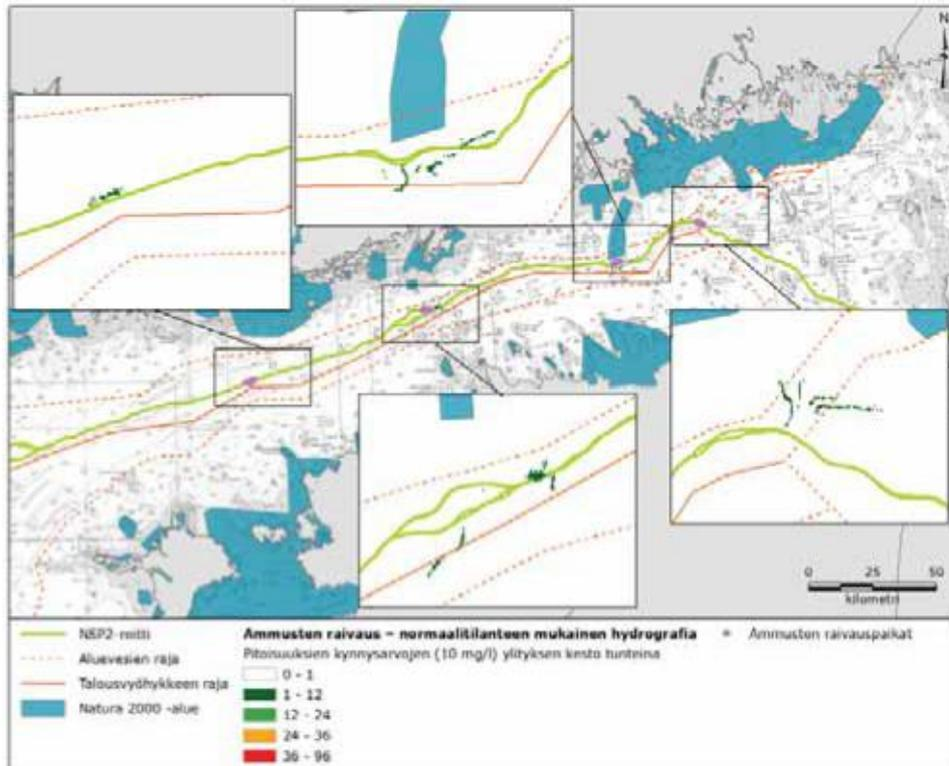 N
0 25 50
kilometri
NSP2-reitti
Aluevesien raja
Talousvyöhykkeen raja
Natura 2000 -alue
Ammusten raivaus – normaalitilanteen mukainen hydrografia
Pitoisuuksien kynnysarvojen (10 mg/l) ylityksen kesto tunteina
0 - 1
1 - 12
12 - 24
24 - 36
36 - 96
Ammusten raivauspaikat